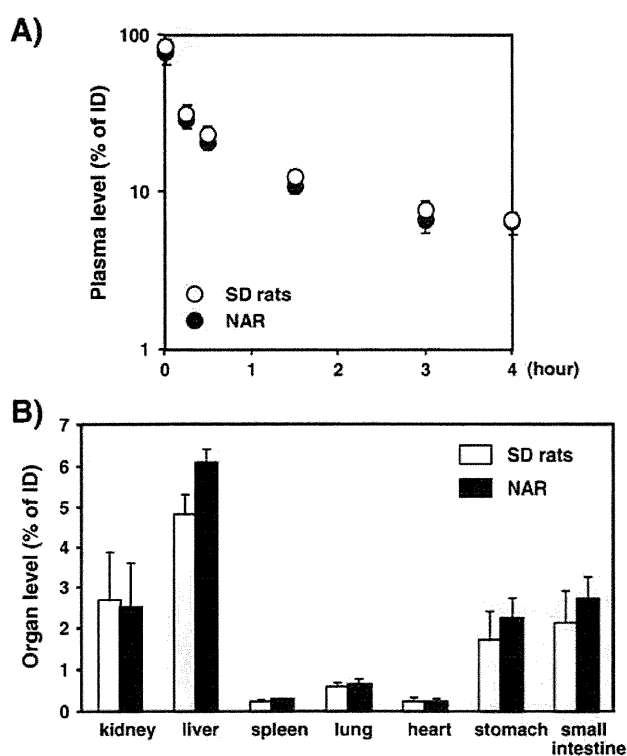 A)
100
10
1
Plasma level (% of ID)
SD rats
NAR
0 1 2 3 4 (hour)
B)
7
6
5
4
3
2
1
0
Organ level (% of ID)
SD rats
NAR
kidney liver spleen lung heart stomach small
intestine